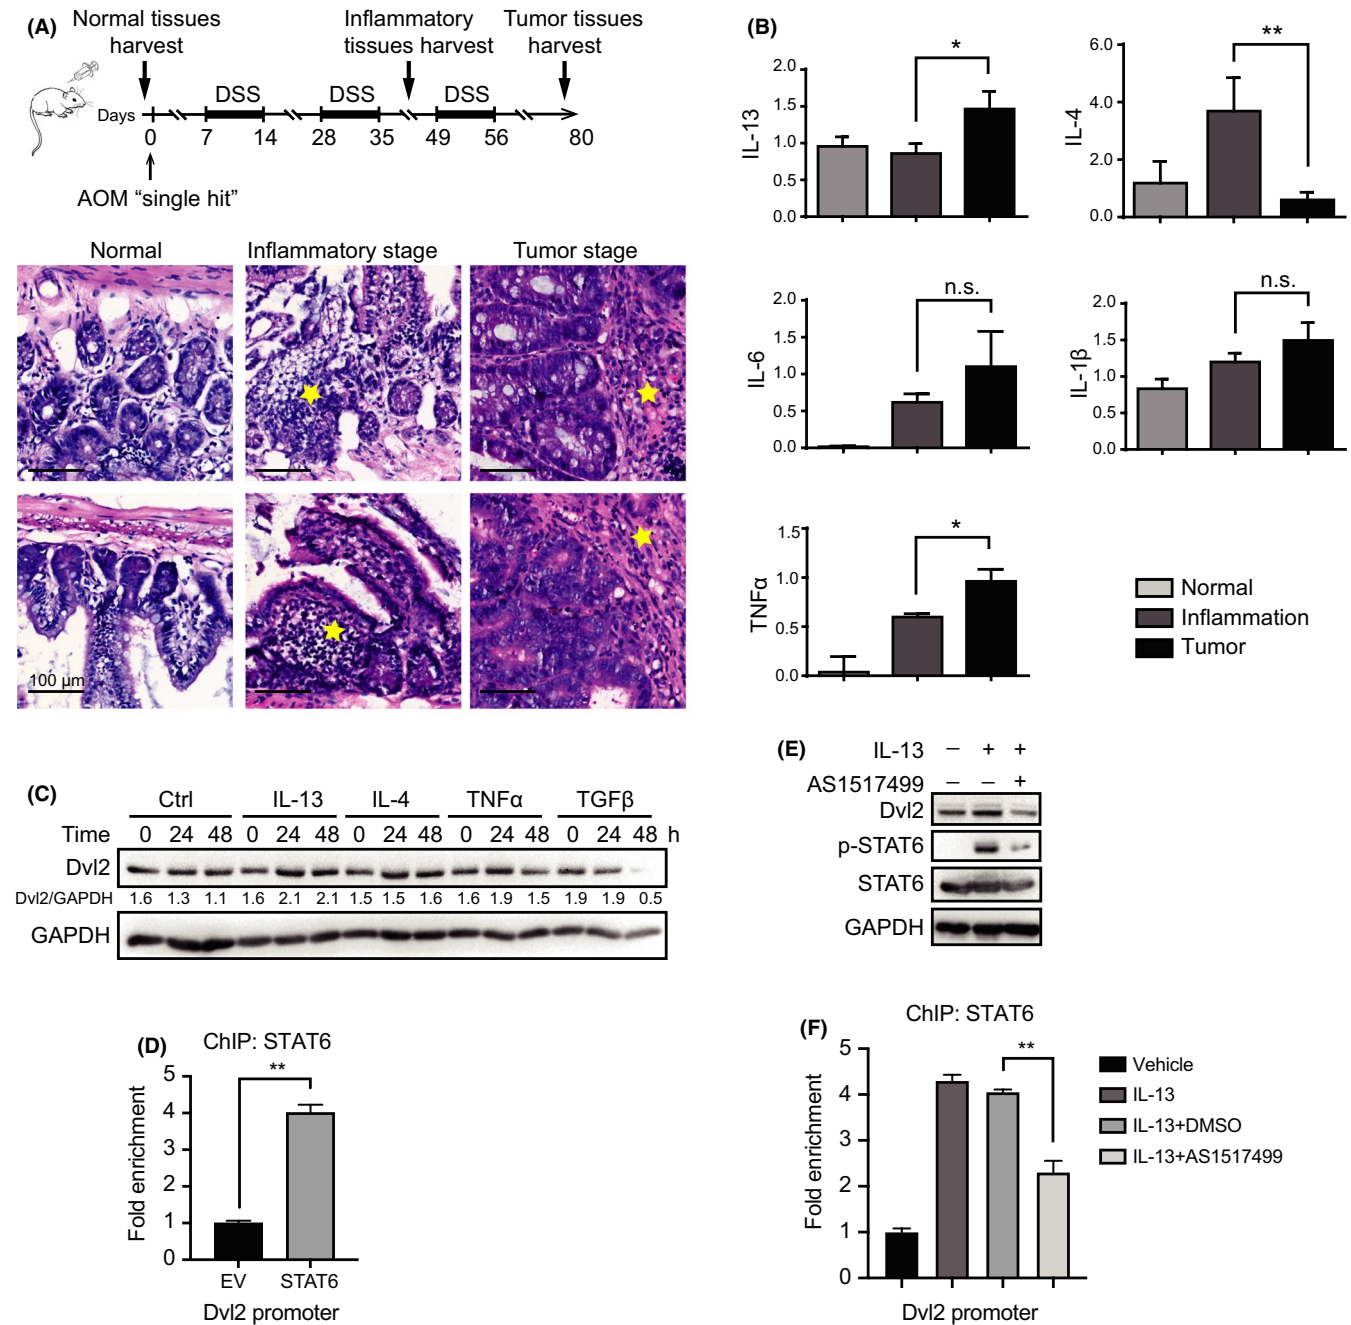 (A)
Normal tissues harvest
Inflammatory tissues harvest
Tumor tissues harvest
DSS DSS DSS
Days 0 7 14 28 35 49 56 80
AOM “single hit”
Normal Inflammatory stage Tumor stage
100 μm
(B)
IL-13
2.0
1.5
1.0
0.5
0.0
*
IL-4
6.0
4.0
2.0
0.0
**
IL-6
2.0
1.5
1.0
0.5
0.0
n.s.
IL-1β
2.0
1.5
1.0
0.5
0.0
n.s.
TNFα
1.5
1.0
0.5
0.0
*
Normal
Inflammation
Tumor
(C)
Ctrl IL-13 IL-4 TNFα TGFβ
Time 0 24 48 0 24 48 0 24 48 0 24 48 0 24 48 h
Dvl2
Dvl2/GAPDH 1.6 1.3 1.1 1.6 2.1 2.1 1.5 1.5 1.6 1.6 1.9 1.5 1.9 1.9 0.5
GAPDH
(D)
ChIP: STAT6
**
Fold enrichment
5
4
3
2
1
0
EV STAT6
Dvl2 promoter
(E)
IL-13 − + +
AS1517499 − − +
Dvl2
p-STAT6
STAT6
GAPDH
(F)
ChIP: STAT6
**
Fold enrichment
5
4
3
2
1
0
Dvl2 promoter
Vehicle
IL-13
IL-13+DMSO
IL-13+AS1517499